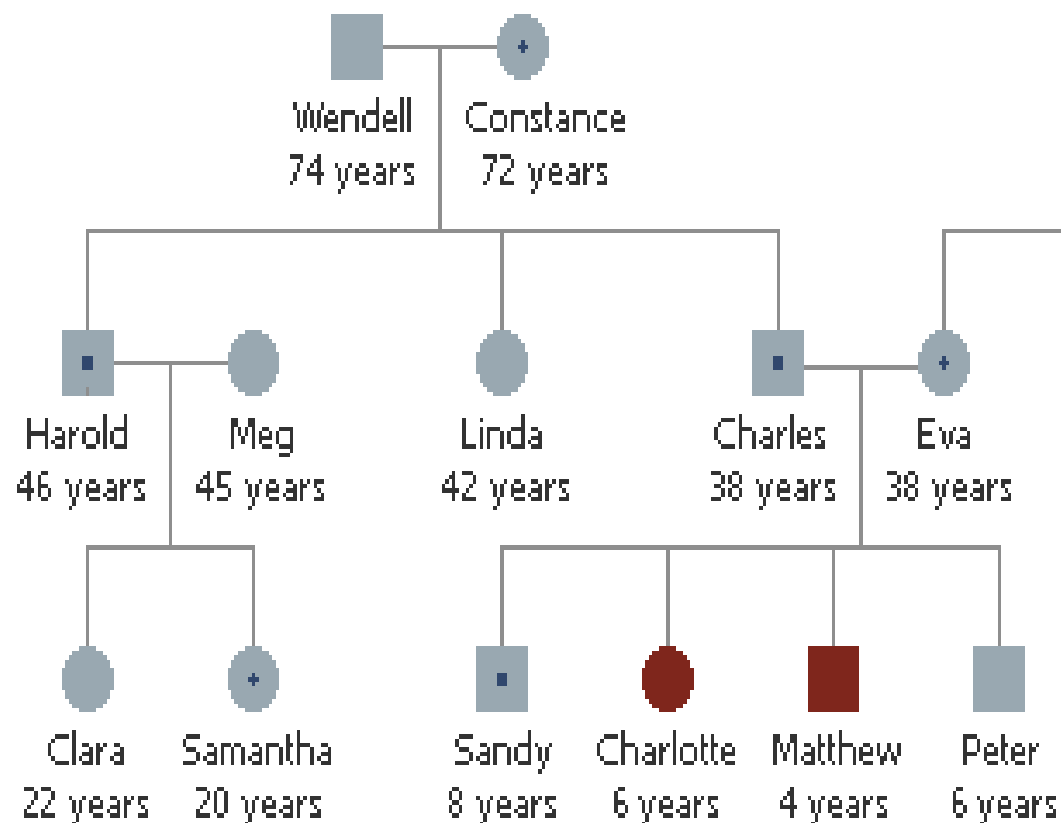 Wendell Constance
74 years 72 years
Harold Meg Linda Charles Eva
46 years 45 years 42 years 38 years 38 years
Clara Samantha Sandy Charlotte Matthew Peter
22 years 20 years 8 years 6 years 4 years 6 years